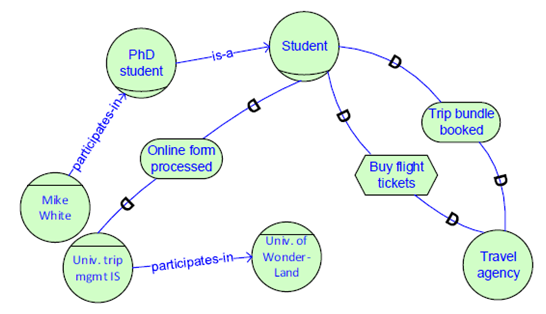 PhD
student
is-a
Student
D
Trip bundle
booked
D
D
D
Online form
processed
participates-in
Buy flight
tickets
D
D
Mike
White
Univ. trip
mgmt IS
participates-in
Univ. of
Wonder-
Land
Travel
agency